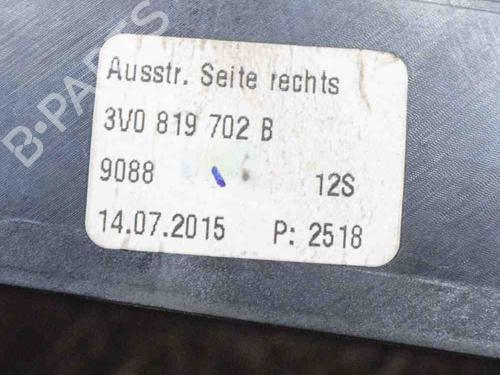 B-PARTS
Ausstr. Seite rechts
3V0 819 702 B
9088 12S
14.07.2015 P: 2518